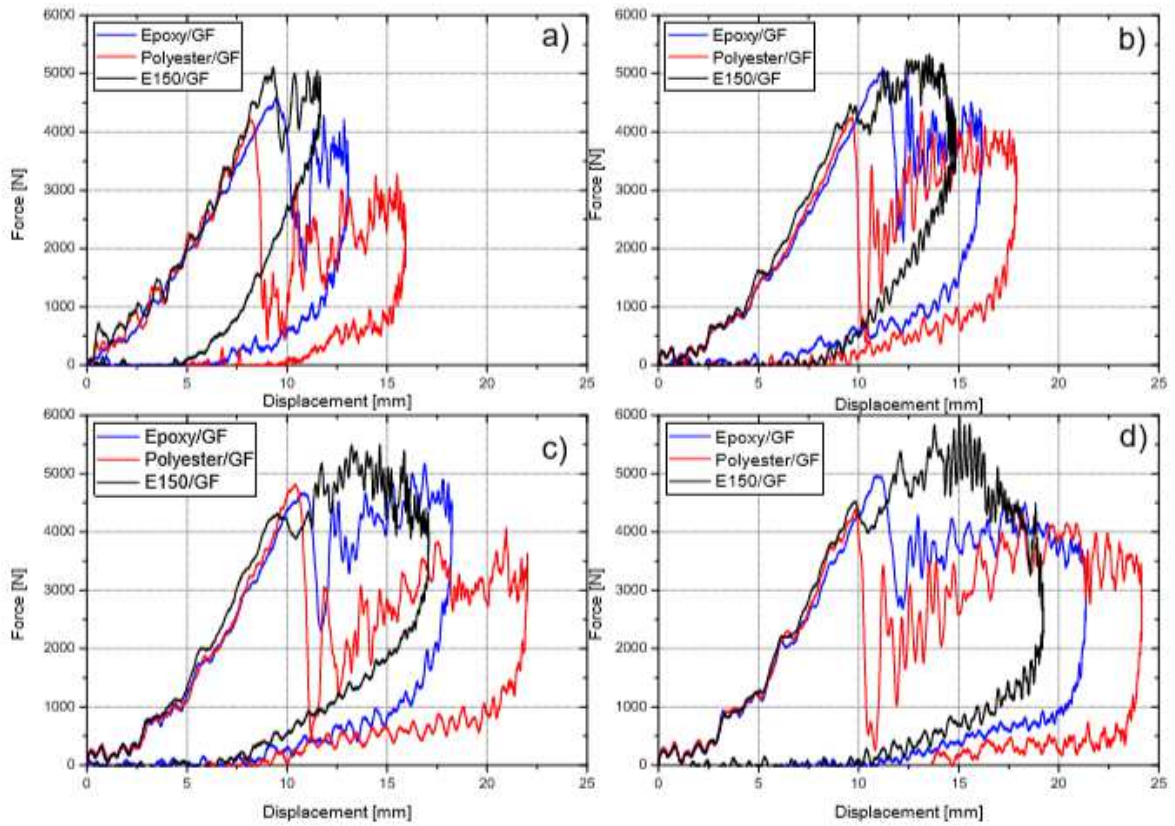 a)
Epoxy/GF
Polyester/GF
E150/GF
Force [N]
6000
5000
4000
3000
2000
1000
0
0 5 10 15 20 25
Displacement [mm]
b)
Epoxy/GF
Polyester/GF
E150/GF
Force [N]
6000
5000
4000
3000
2000
1000
0
0 5 10 15 20 25
Displacement [mm]
c)
Epoxy/GF
Polyester/GF
E150/GF
Force [N]
6000
5000
4000
3000
2000
1000
0
0 5 10 15 20 25
Displacement [mm]
d)
Epoxy/GF
Polyester/GF
E150/GF
Force [N]
6000
5000
4000
3000
2000
1000
0
0 5 10 15 20 25
Displacement [mm]